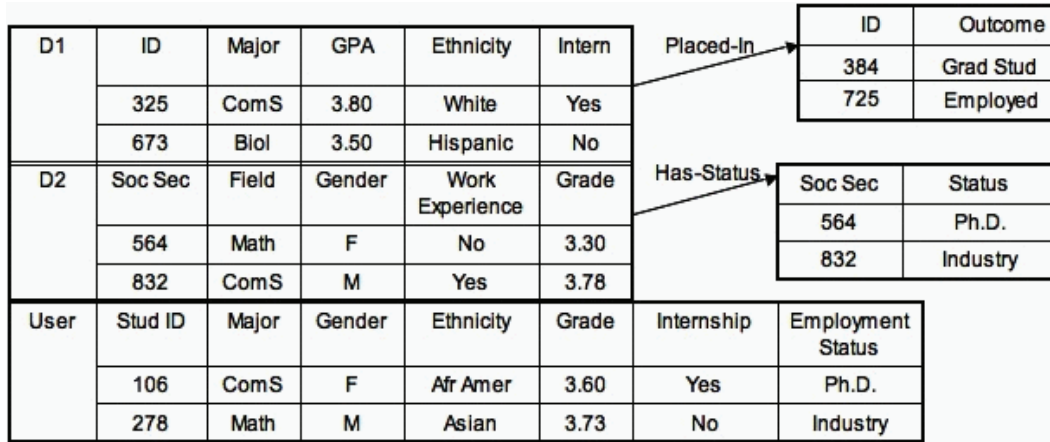 D1 ID Major GPA Ethnicity Intern
325 ComS 3.80 White Yes
673 Biol 3.50 Hispanic No
Placed-In
ID Outcome
384 Grad Stud
725 Employed
D2 Soc Sec Field Gender Work Experience Grade
564 Math F No 3.30
832 ComS M Yes 3.78
Has-Status
Soc Sec Status
564 Ph.D.
832 Industry
User Stud ID Major Gender Ethnicity Grade Internship Employment Status
106 ComS F Afr Amer 3.60 Yes Ph.D.
278 Math M Asian 3.73 No Industry